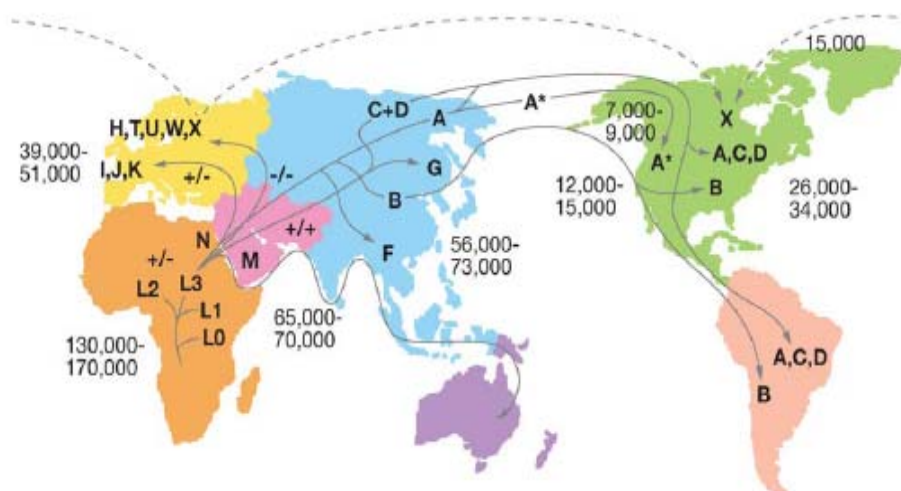 15,000
C+D
A
A*
7,000-
9,000
X
H,T,U,W,X
39,000-
51,000
I,J,K
+/-
-/-
G
A*
A,C,D
B
B
12,000-
15,000
26,000-
34,000
N
+/+
M
F
56,000-
73,000
+/-
L2
L3
L1
L0
65,000-
70,000
130,000-
170,000
A,C,D
B